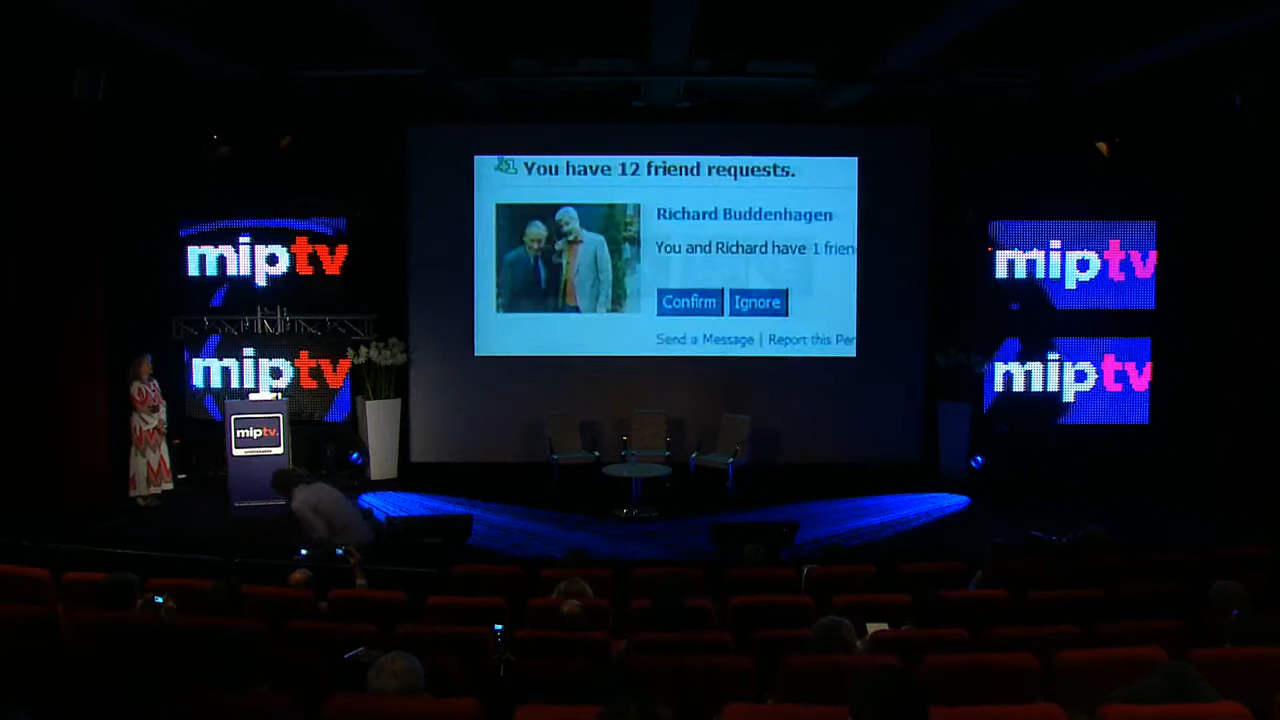 You have 12 friend requests.
Richard Buddenhagen
You and Richard have 1 frien
Confirm Ignore
Send a Message | Report this Per
miptv
miptv
miptv
miptv
miptv.